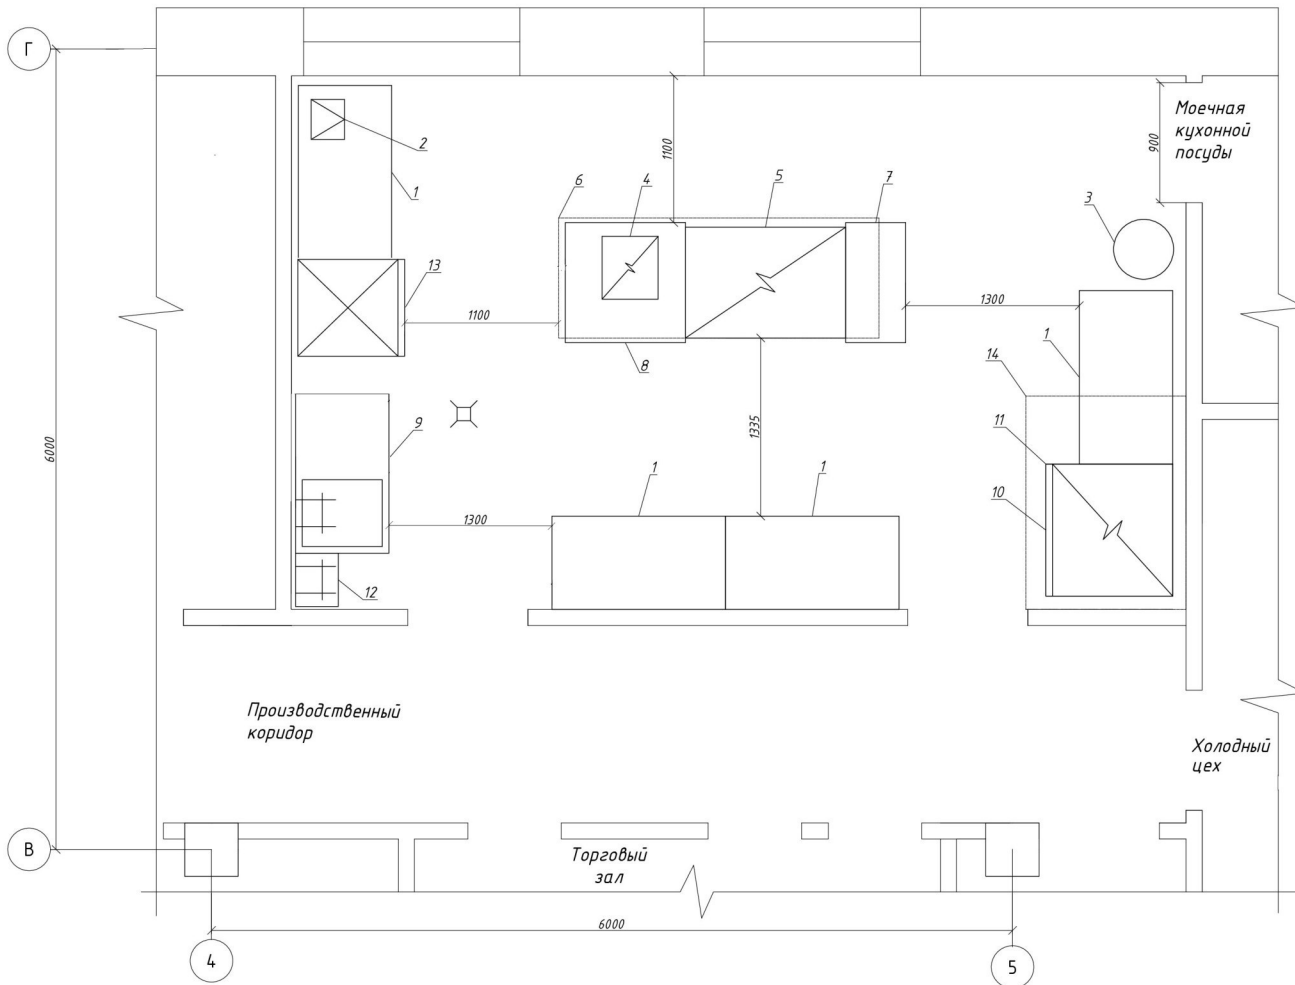 Г
Моечная
кухонной
посуды
900
2
1100
6
4
5
7
1
3
13
1300
1100
1
8
14
6000
9
1335
11
1
1
10
1300
12
Производственный
коридор
Холодный
цех
В
Торговый
зал
6000
4
5